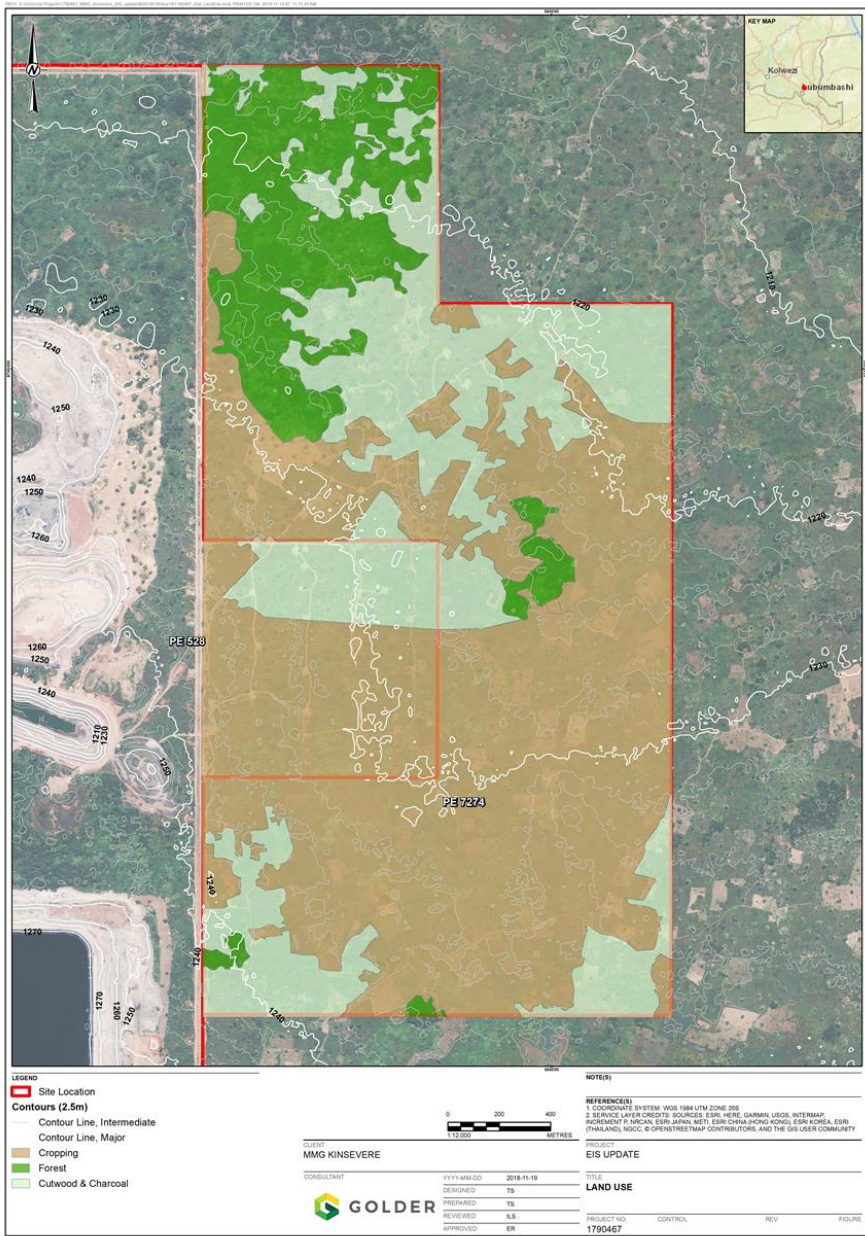 KEY MAP
Kolwezi
ubumbashi
N
1230
1230
1230
1240
1250
1240
1250
1260
1260
1250
1240
1210
1230
1250
1270
1270
1260
1250
1240
1240
1240
1220
1210
1220
1230
PE 528
PE 7274
LEGEND
Site Location
Contours (2.5m)
Contour Line, Intermediate
Contour Line, Major
Cropping
Forest
Cutwood & Charcoal
0 200 400
1:12,000 METRES
CLIENT
MMG KINSEVERE
CONSULTANT
GOLDER
YYYY-MM-DD 2018-11-19
DESIGNED TS
PREPARED TS
REVIEWED ILS
APPROVED ER
NOTE(S)
REFERENCE(S)
1. COORDINATE SYSTEM: WGS 1984 UTM ZONE 35S
2. SERVICE LAYER CREDITS: SOURCES: ESRI, HERE, GARMIN, USGS, INTERMAP,
INCREMENT P, NRCAN, ESRI JAPAN, METI, ESRI CHINA (HONG KONG), ESRI KOREA, ESRI
(THAILAND), NGCC, © OPENSTREETMAP CONTRIBUTORS, AND THE GIS USER COMMUNITY
PROJECT
EIS UPDATE
TITLE
LAND USE
PROJECT NO. CONTROL REV. FIGURE
1790467